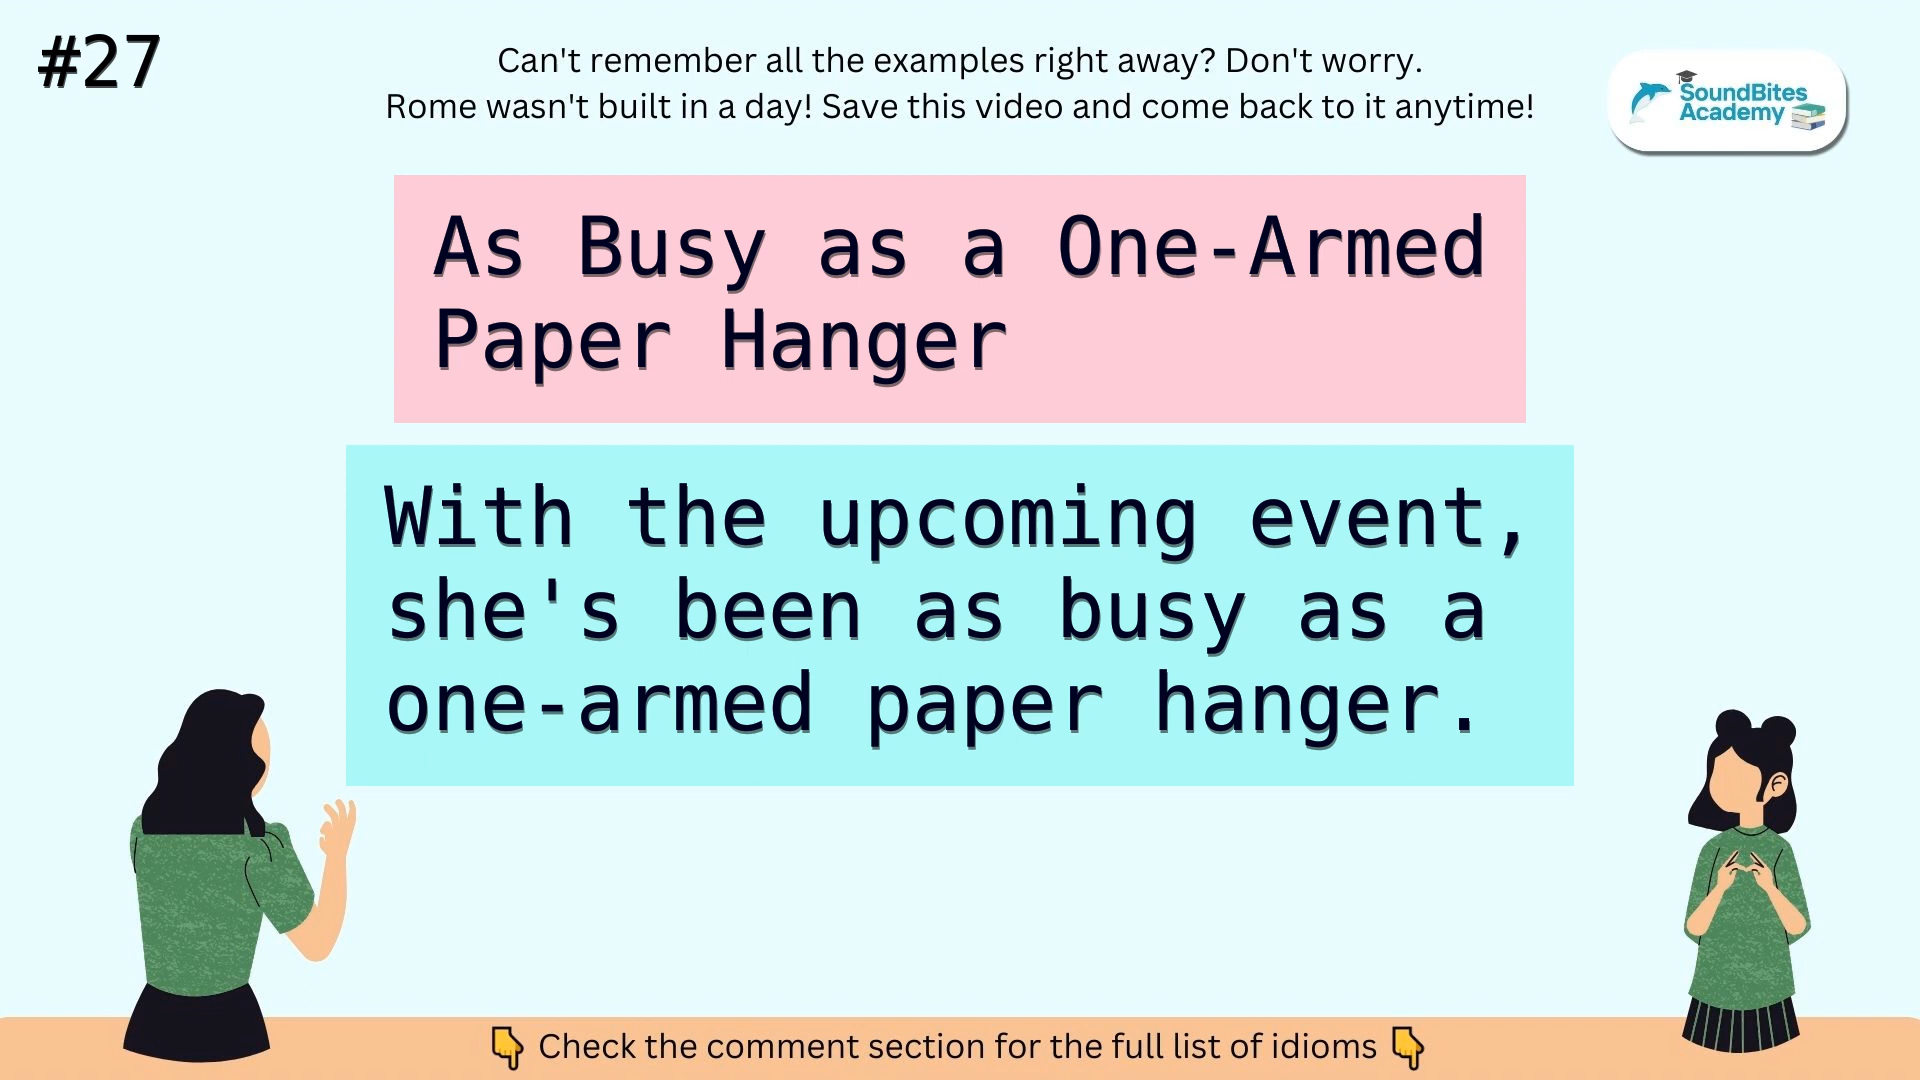 #27
Can't remember all the examples right away? Don't worry.
Rome wasn't built in a day! Save this video and come back to it anytime!
SoundBites
Academy
As Busy as a One-Armed
Paper Hanger
With the upcoming event,
she's been as busy as a
one-armed paper hanger.
👇 Check the comment section for the full list of idioms 👇